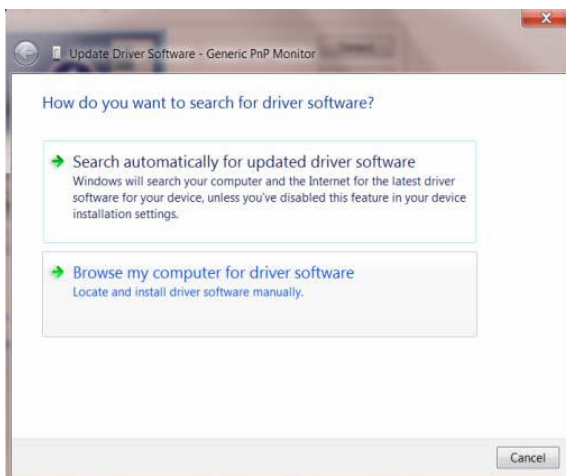 Update Driver Software - Generic PnP Monitor
How do you want to search for driver software?
Search automatically for updated driver software
Windows will search your computer and the Internet for the latest driver
software for your device, unless you've disabled this feature in your device
installation settings.
Browse my computer for driver software
Locate and install driver software manually.
Cancel